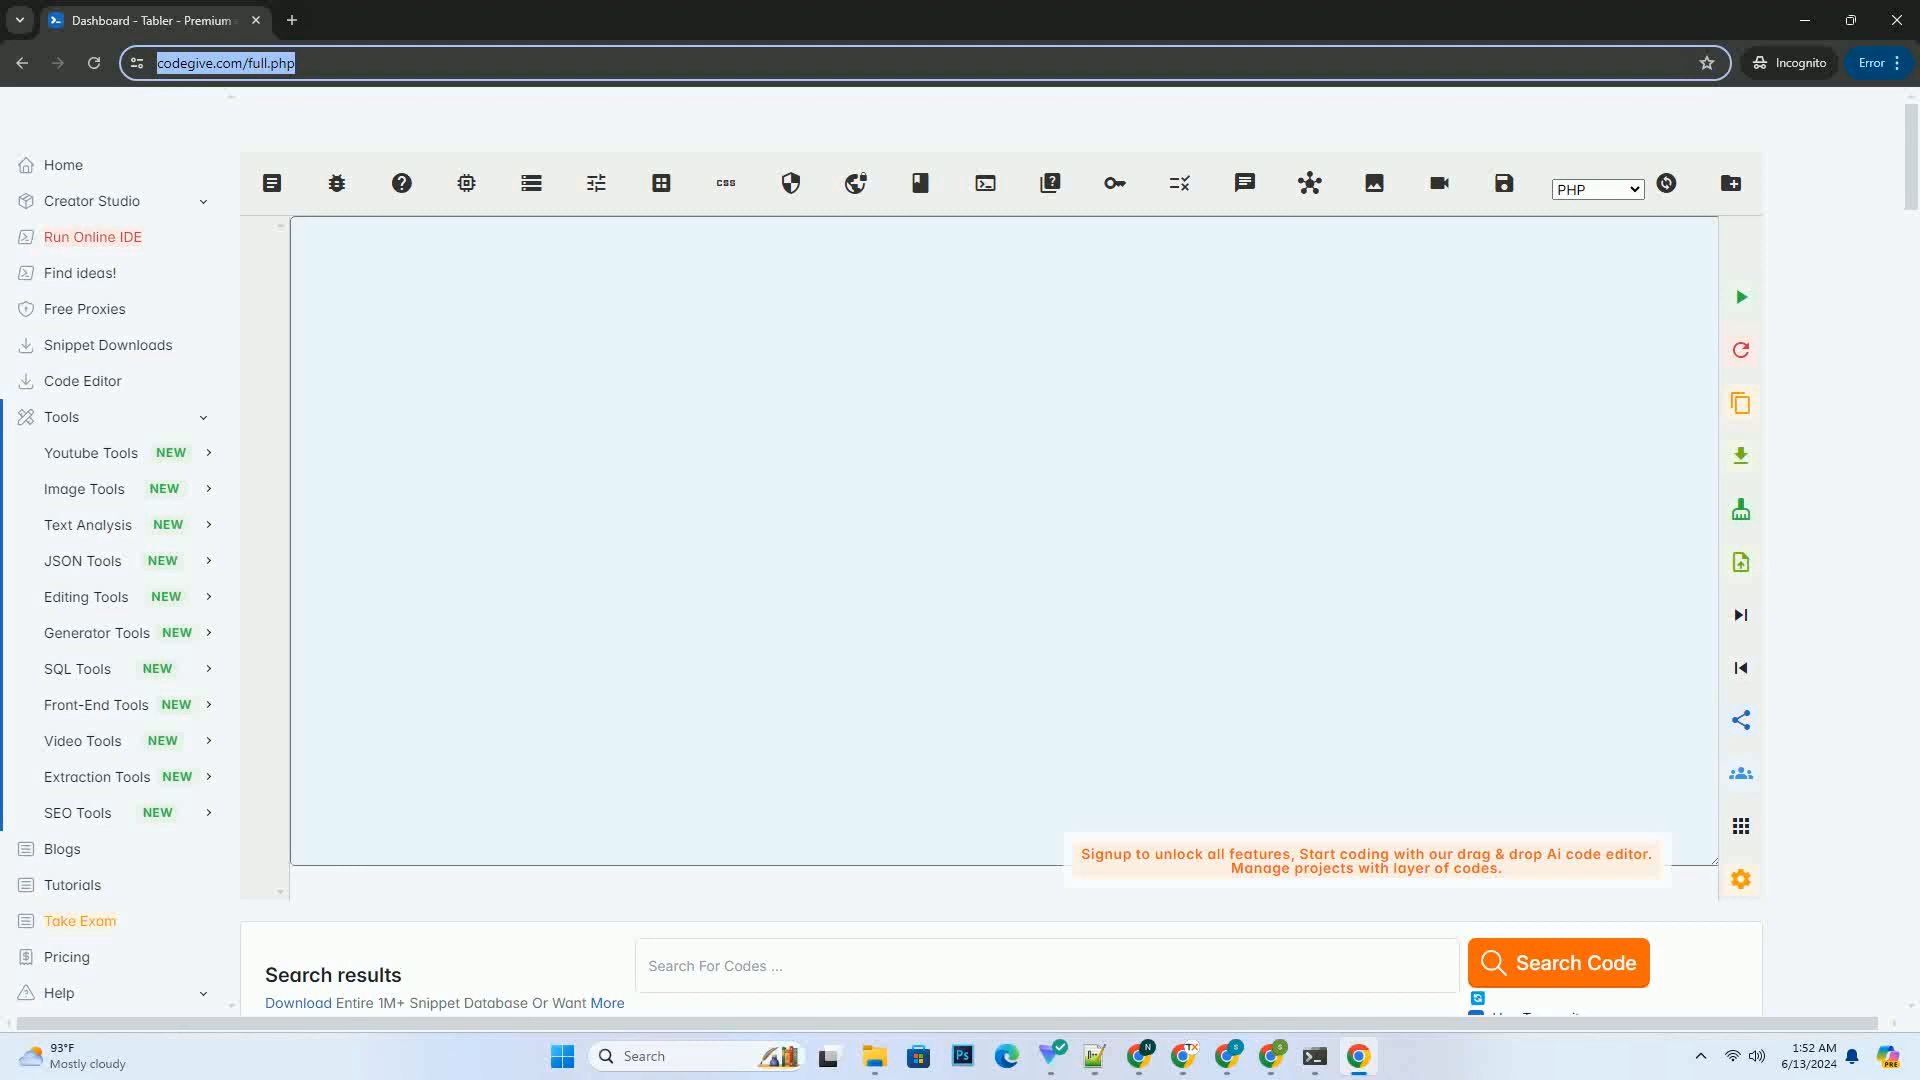 Dashboard - Tabler - Premium
codegive.com/full.php
Incognito
Error
Home
Creator Studio
Run Online IDE
Find ideas!
Free Proxies
Snippet Downloads
Code Editor
Tools
Youtube Tools NEW
Image Tools NEW
Text Analysis NEW
JSON Tools NEW
Editing Tools NEW
Generator Tools NEW
SQL Tools NEW
Front-End Tools NEW
Video Tools NEW
Extraction Tools NEW
SEO Tools NEW
Blogs
Tutorials
Take Exam
Pricing
Help
css
PHP
Signup to unlock all features, Start coding with our drag & drop Ai code editor.
Manage projects with layer of codes.
Search results
Download Entire 1M+ Snippet Database Or Want More
Search For Codes ...
Search Code
93°F
Mostly cloudy
Search
Ps
N
TX
S
S
1:52 AM
6/13/2024
PRE